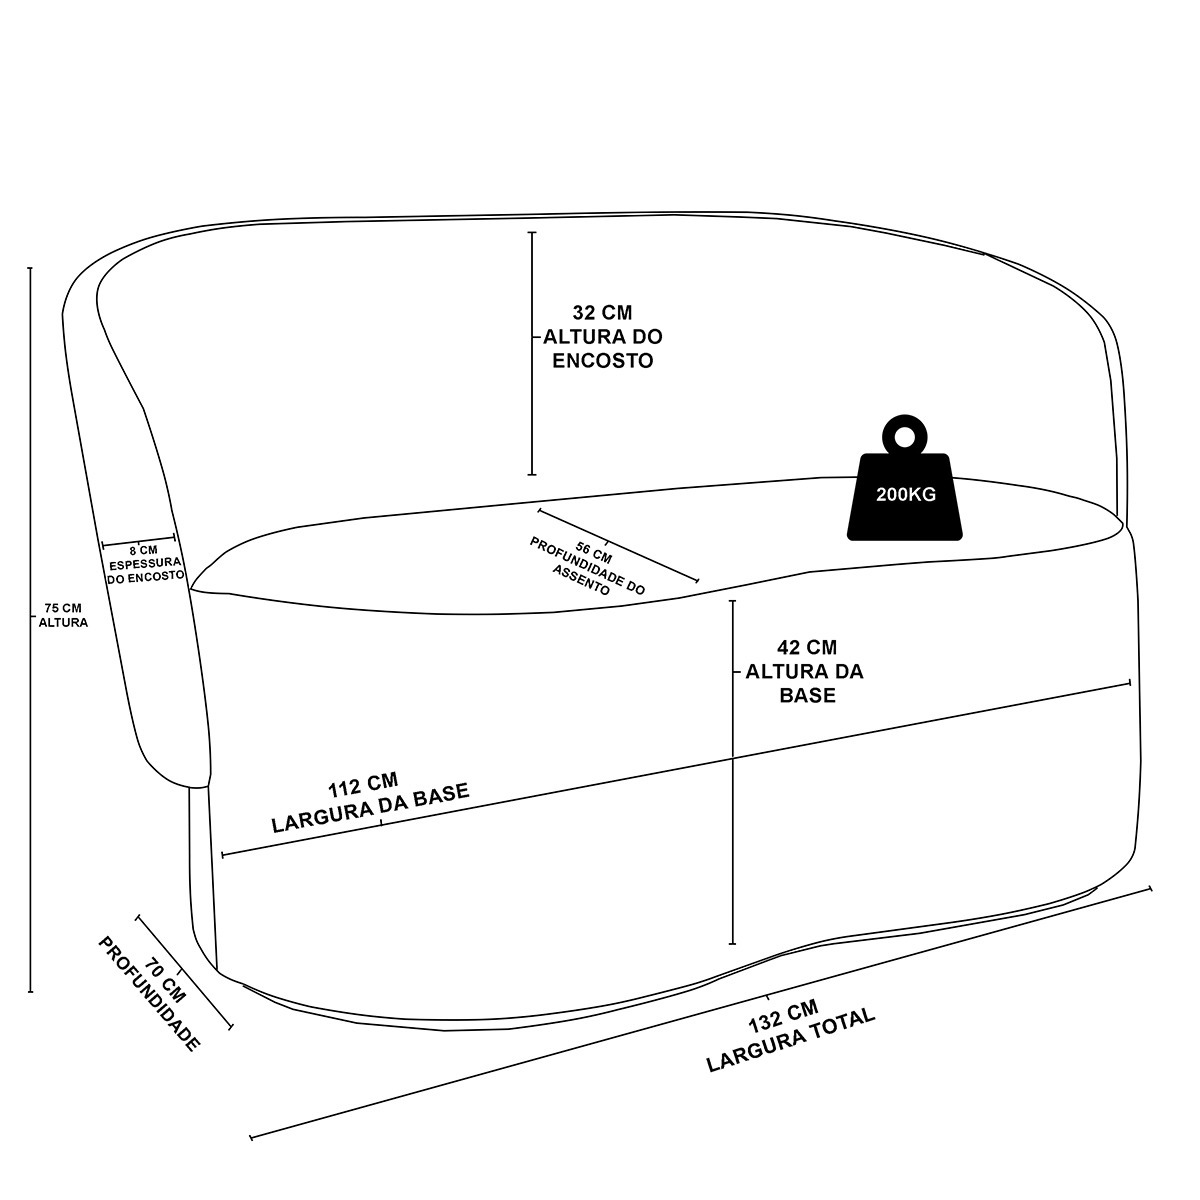 32 CM
ALTURA DO
ENCOSTO
200KG
56 CM
PROFUNDIDADE DO
ASSENTO
8 CM
ESPESSURA
DO ENCOSTO
75 CM
ALTURA
42 CM
ALTURA DA
BASE
112 CM
LARGURA DA BASE
70 CM
PROFUNDIDADE
132 CM
LARGURA TOTAL